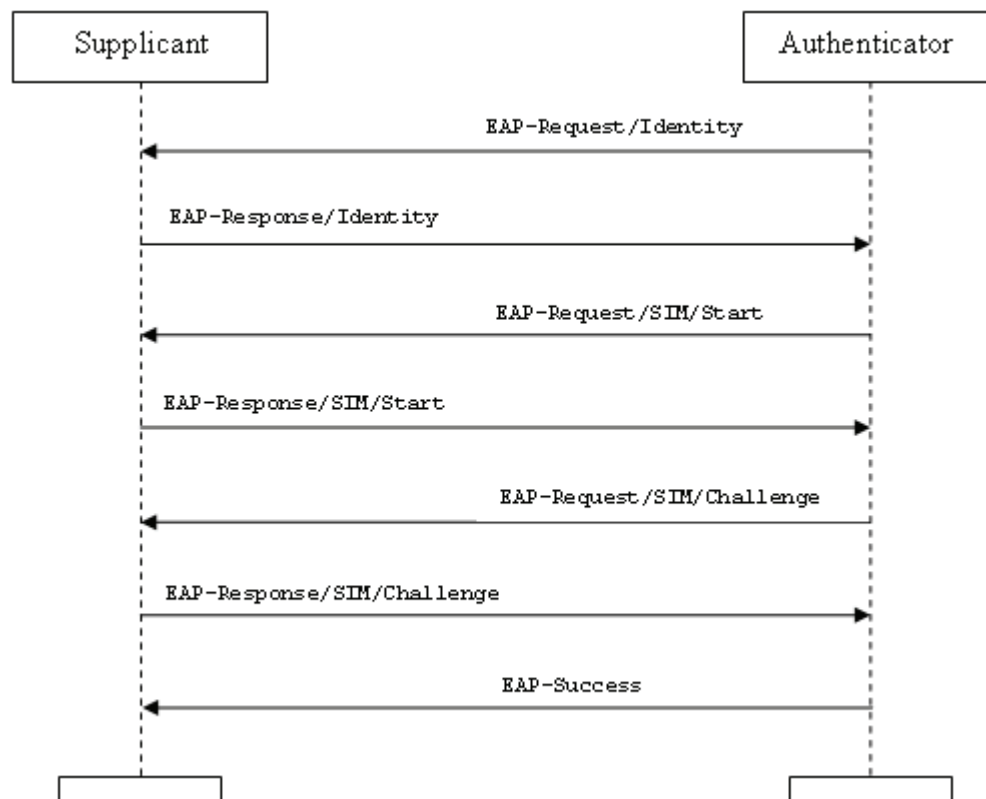 Supplicant
Authenticator
EAP-Request/Identity
EAP-Response/Identity
EAP-Request/SIM/Start
EAP-Response/SIM/Start
EAP-Request/SIM/Challenge
EAP-Response/SIM/Challenge
EAP-Success